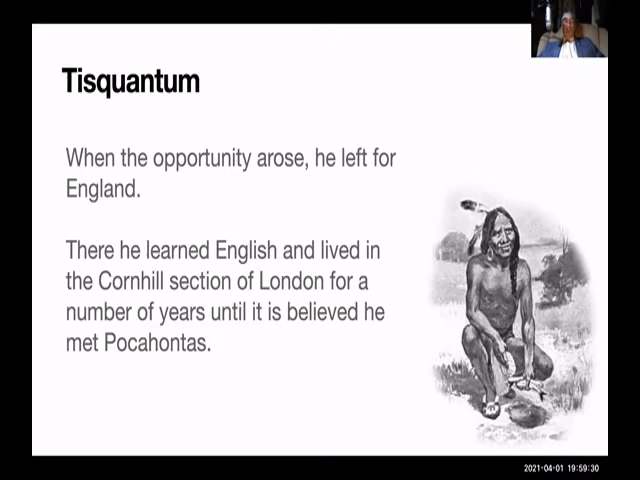 Tisquantum
When the opportunity arose, he left for
England.
There he learned English and lived in
the Cornhill section of London for a
number of years until it is believed he
met Pocahontas.
2021-04-01 19:59:30